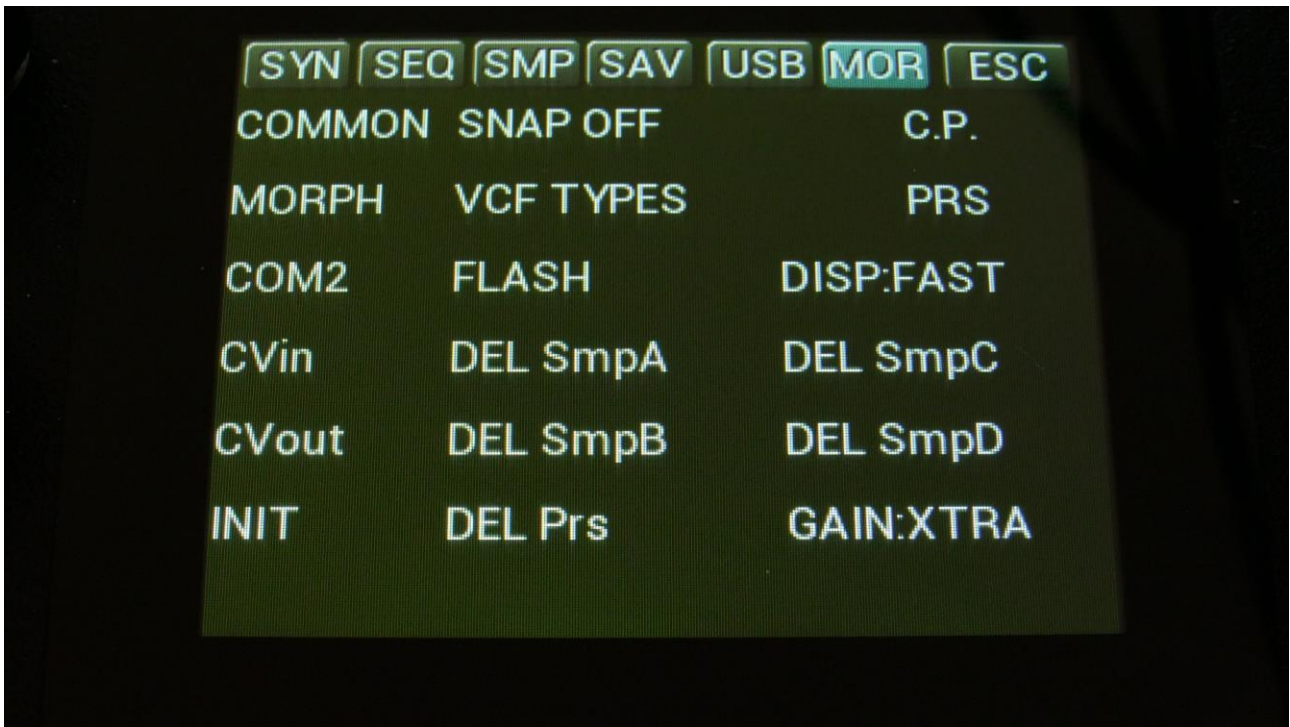 SYN SEQ SMP SAV USB MOR ESC
COMMON SNAP OFF C.P.
MORPH VCF TYPES PRS
COM2 FLASH DISP:FAST
CVin DEL SmpA DEL SmpC
CVout DEL SmpB DEL SmpD
INIT DEL Prs GAIN:XTRA